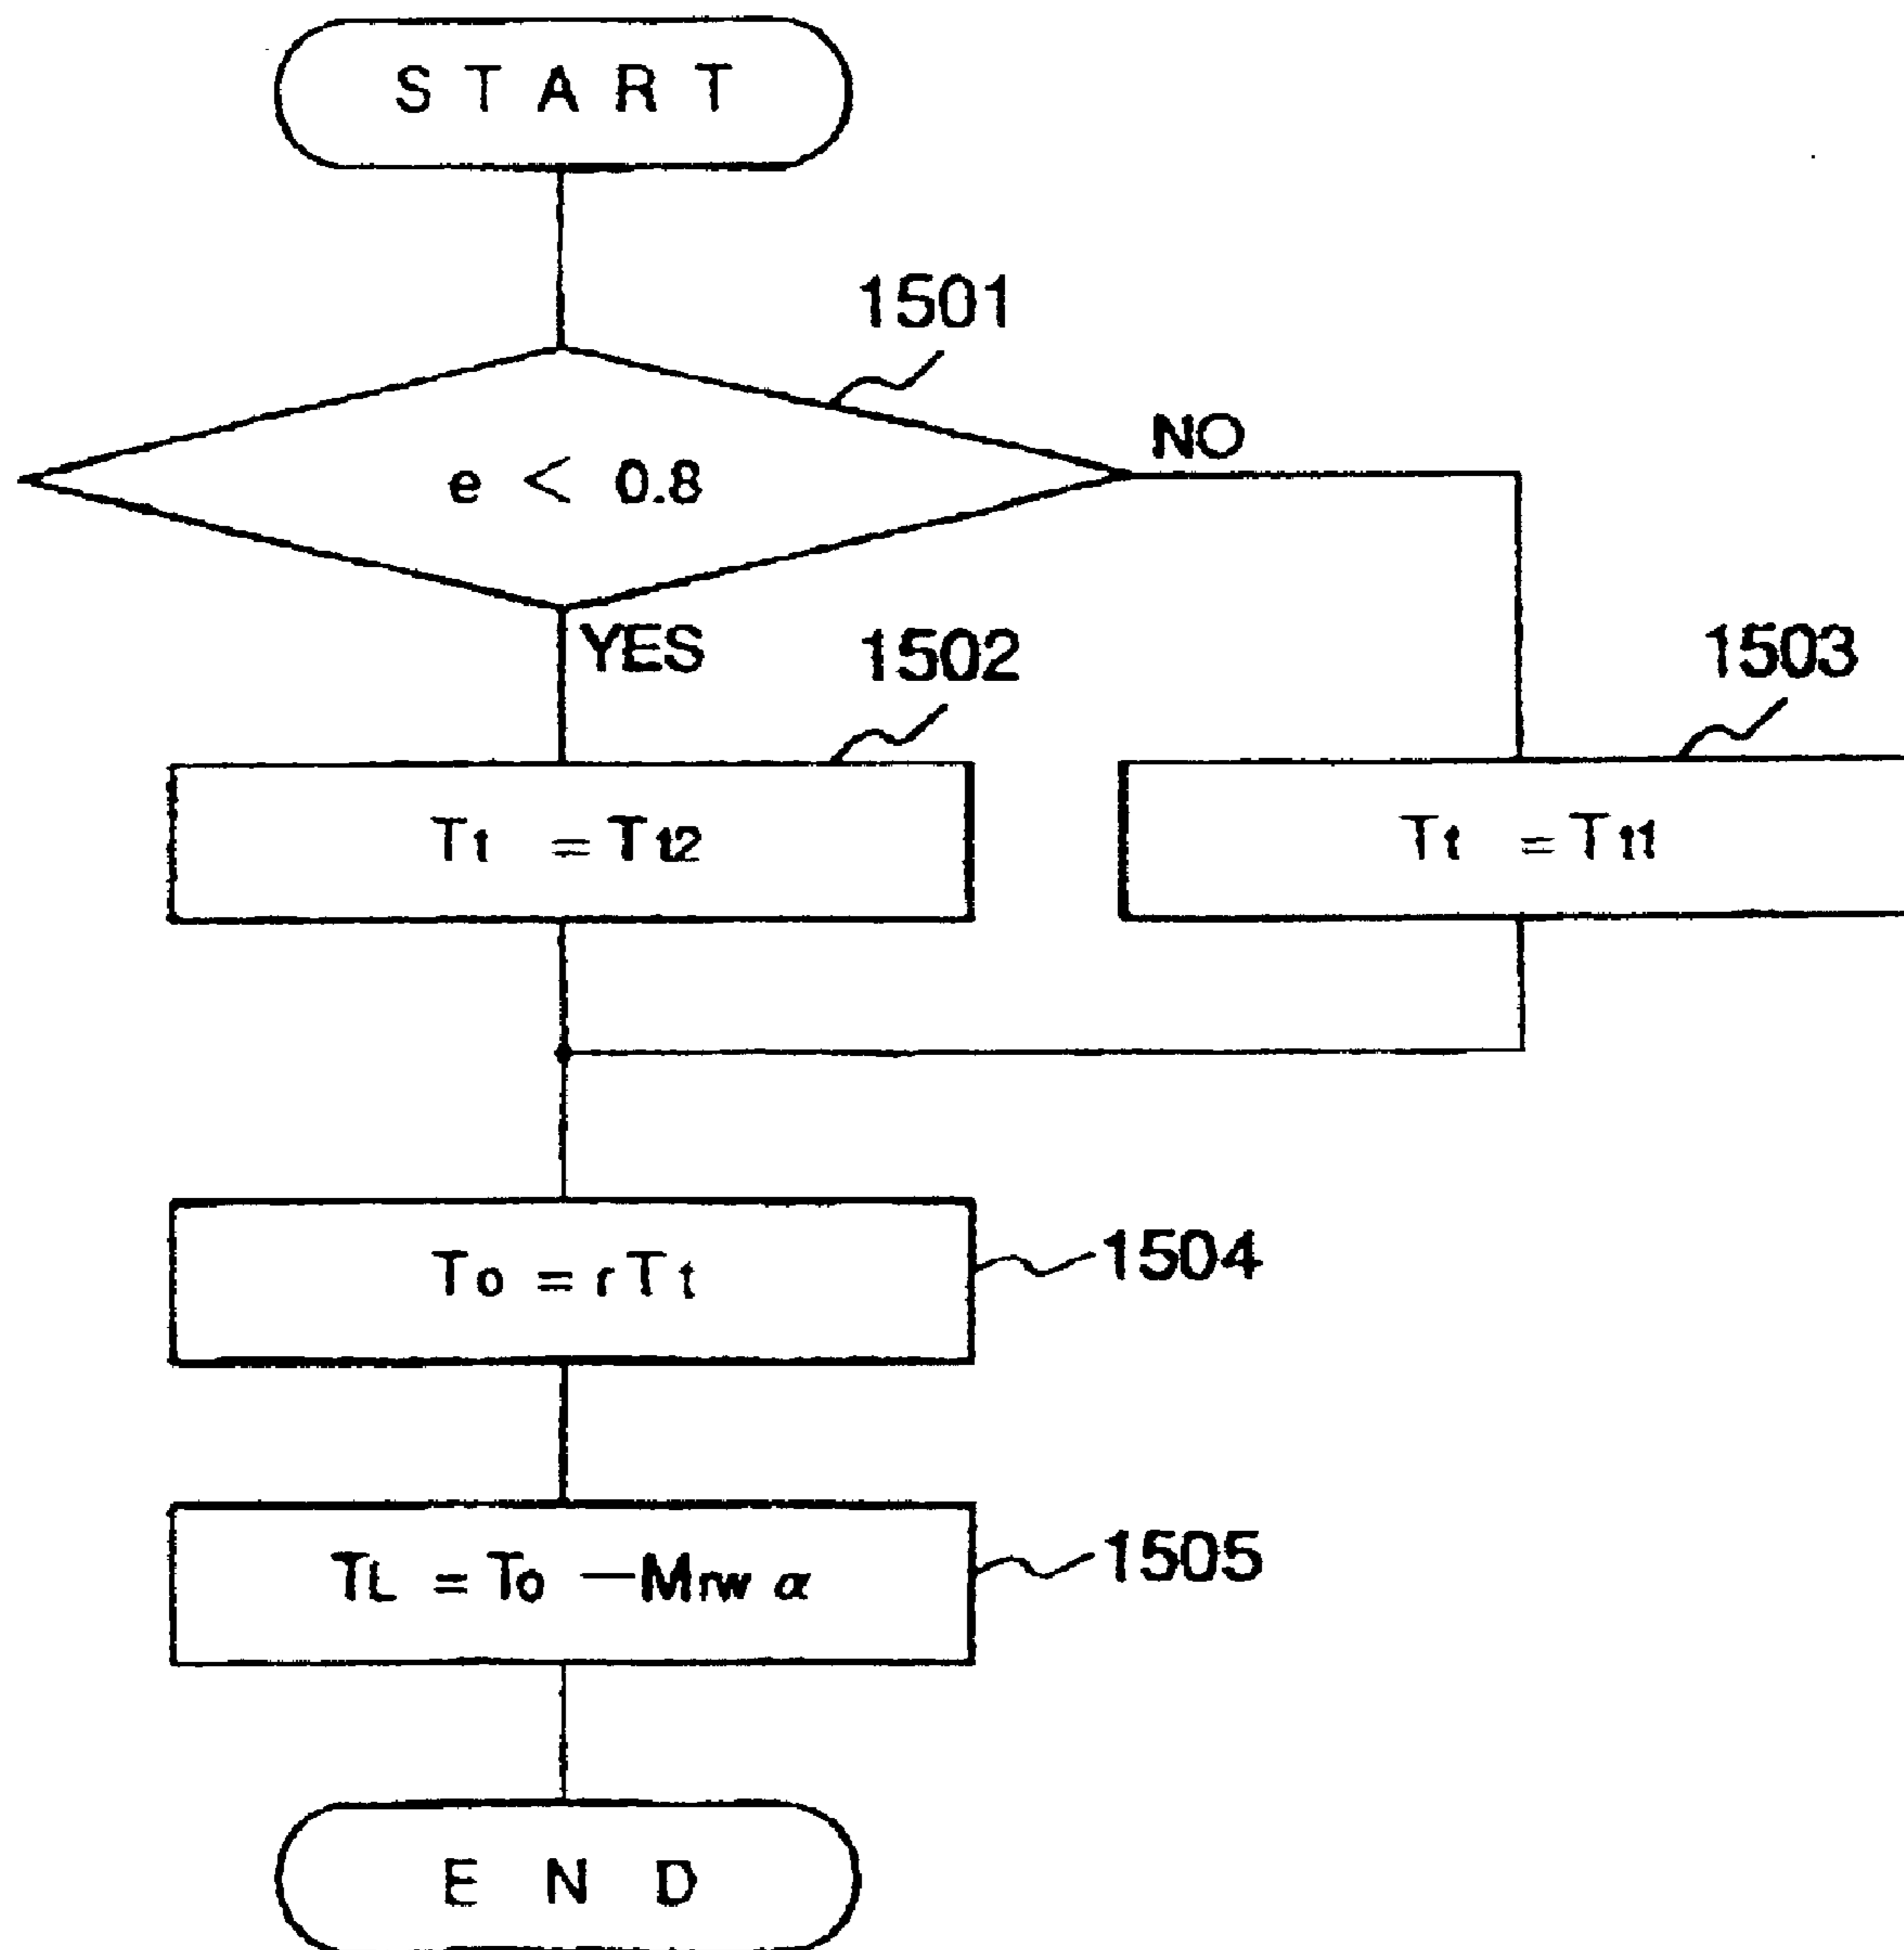 START
1501
e < 0.8
NO
YES
1502
1503
Tt = Tt2
Tt = Tt1
To = rTt
1504
TL = To − Mrw α
1505
END